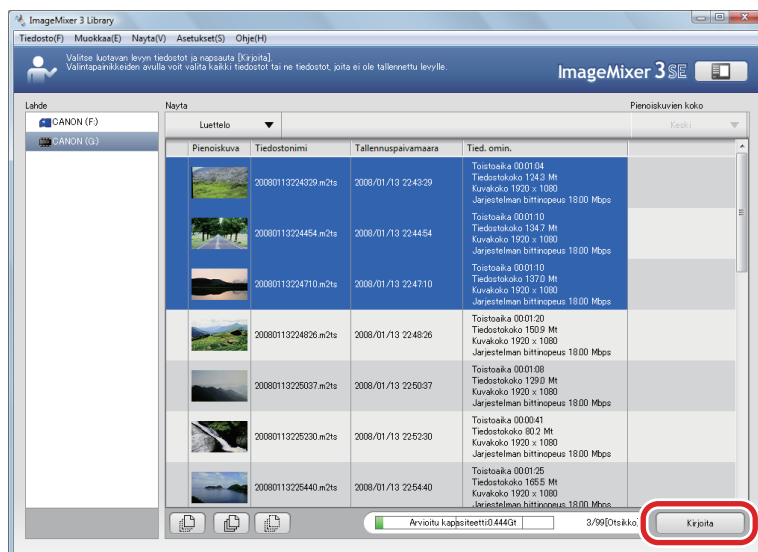 ImageMixer 3 Library
Tiedosto(F) Muokkaa(E) Nayta(V) Asetukset(S) Ohje(H)
Valitse luotavan levyn tiedostot ja napsauta [Kirjoita].
Valintapainikkeiden avulla voit valita kaikki tiedostot tai ne tiedostot, joita ei ole tallennettu levylle.
ImageMixer 3 SE
Lahde Nayta Pienoiskuvien koko
CANON (F:) Luettelo Keski
CANON (G:)
Pienoiskuva Tiedostonimi Tallennuspaivamaara Tied. omin.
20080113224329.m2ts 2008/01/13 22:43:29
Toistoaika 00:01:04
Tiedostokoko 124.3 Mt
Kuvakoko 1920 x 1080
Jarjestelman bittinopeus 18.00 Mbps
20080113224454.m2ts 2008/01/13 22:44:54
Toistoaika 00:01:10
Tiedostokoko 134.7 Mt
Kuvakoko 1920 x 1080
Jarjestelman bittinopeus 18.00 Mbps
20080113224710.m2ts 2008/01/13 22:47:10
Toistoaika 00:01:10
Tiedostokoko 137.0 Mt
Kuvakoko 1920 x 1080
Jarjestelman bittinopeus 18.00 Mbps
20080113224826.m2ts 2008/01/13 22:48:26
Toistoaika 00:01:20
Tiedostokoko 150.9 Mt
Kuvakoko 1920 x 1080
Jarjestelman bittinopeus 18.00 Mbps
20080113225037.m2ts 2008/01/13 22:50:37
Toistoaika 00:01:08
Tiedostokoko 129.0 Mt
Kuvakoko 1920 x 1080
Jarjestelman bittinopeus 18.00 Mbps
20080113225230.m2ts 2008/01/13 22:52:30
Toistoaika 00:00:41
Tiedostokoko 80.2 Mt
Kuvakoko 1920 x 1080
Jarjestelman bittinopeus 18.00 Mbps
20080113225440.m2ts 2008/01/13 22:54:40
Toistoaika 00:01:25
Tiedostokoko 165.5 Mt
Kuvakoko 1920 x 1080
Jarjestelman bittinopeus 18.00 Mbps
Arvioitu kapasiteetti:0.444Gt 3/99[Otsikko] Kirjoita